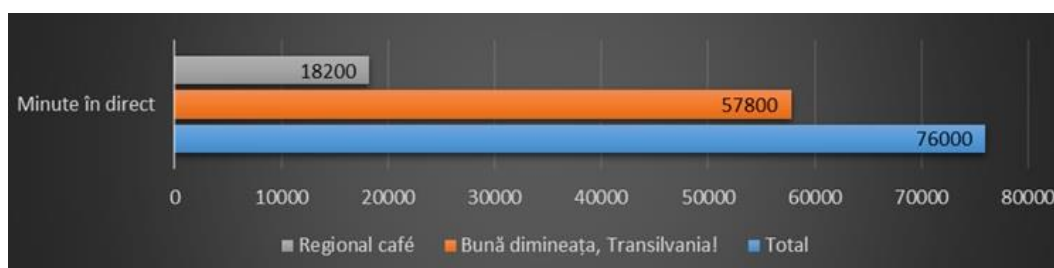 18200
Minute în direct
57800
76000
0 10000 20000 30000 40000 50000 60000 70000 80000
Regional café Bună dimineața, Transilvania! Total